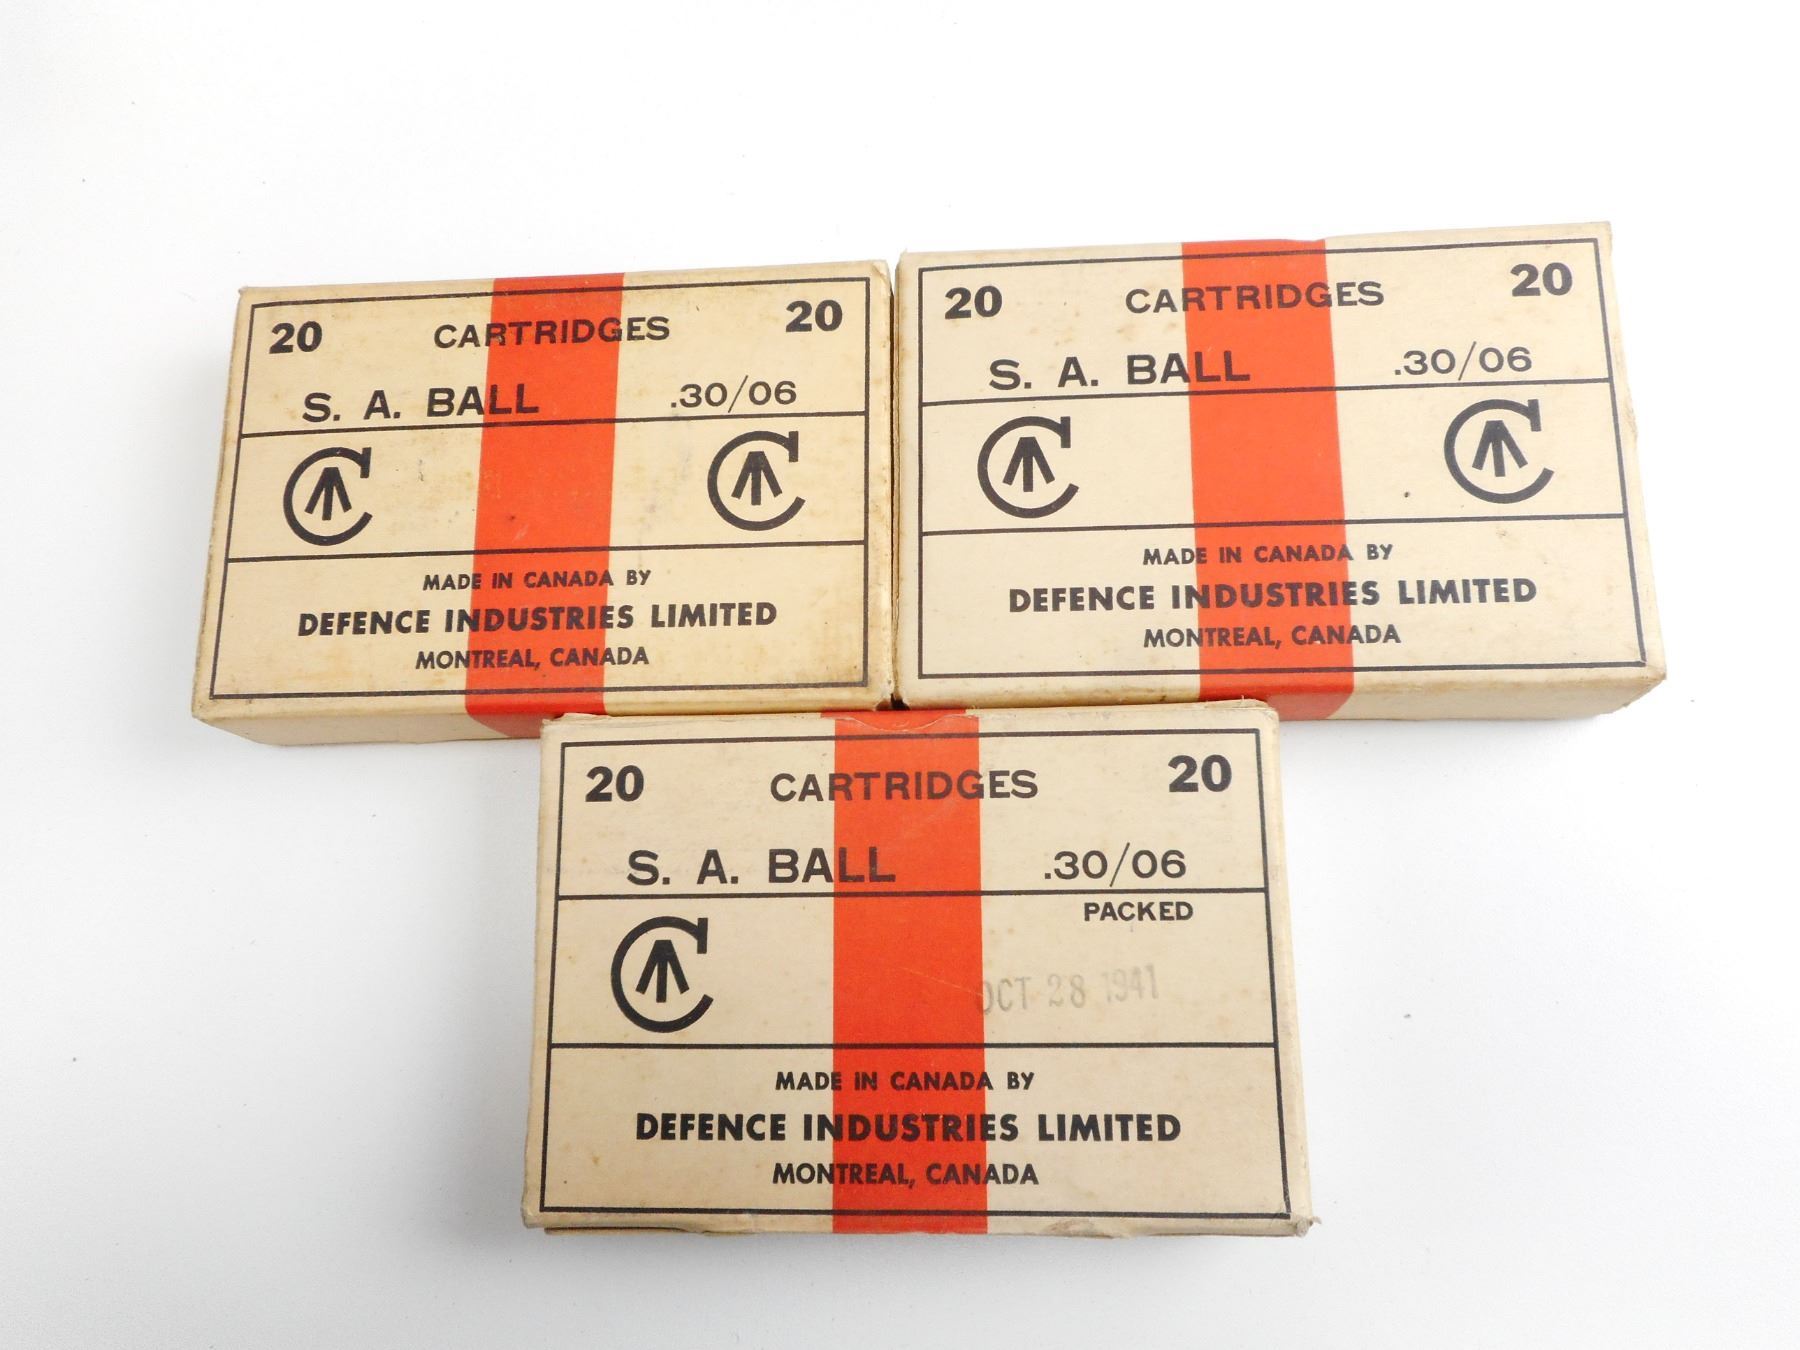 20 CARTRIDGES 20
S. A. BALL .30/06
MADE IN CANADA BY
DEFENCE INDUSTRIES LIMITED
MONTREAL, CANADA
20 CARTRIDGES 20
S. A. BALL .30/06
MADE IN CANADA BY
DEFENCE INDUSTRIES LIMITED
MONTREAL, CANADA
20 CARTRIDGES 20
S. A. BALL .30/06
PACKED
OCT 28 1941
MADE IN CANADA BY
DEFENCE INDUSTRIES LIMITED
MONTREAL, CANADA